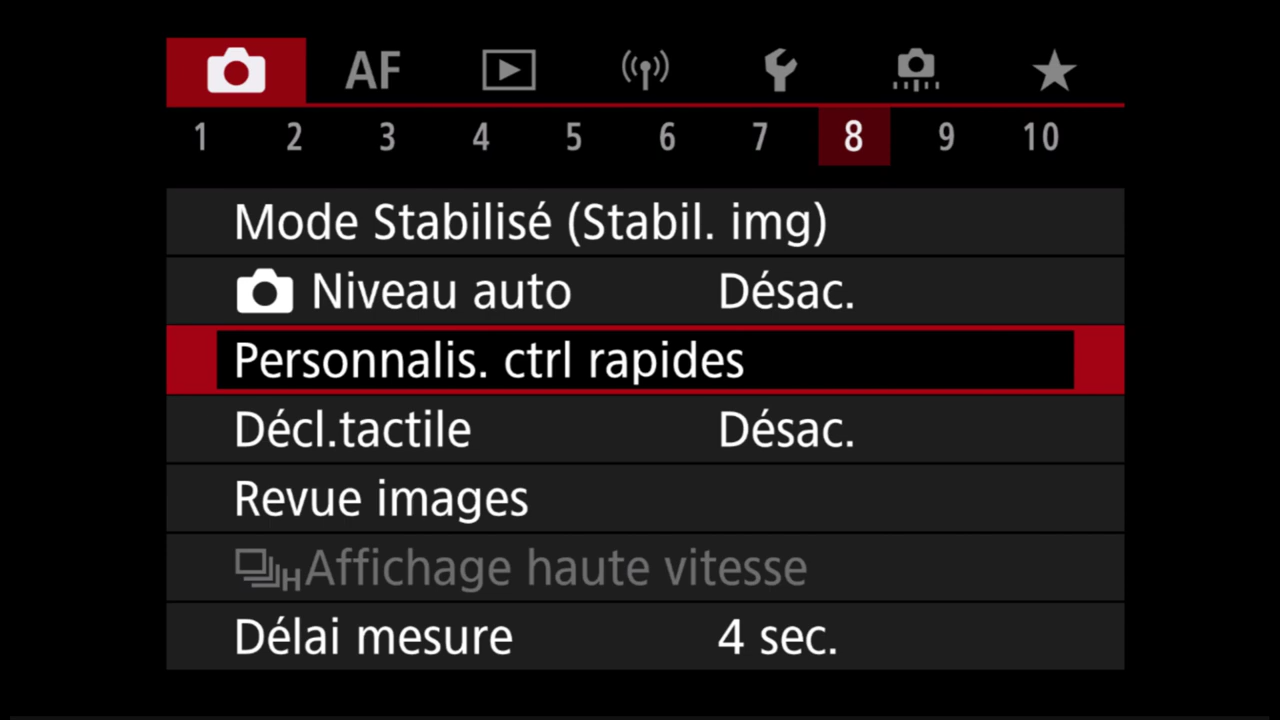 AF
1 2 3 4 5 6 7 8 9 10
Mode Stabilisé (Stabil. img)
Niveau auto Désac.
Personnalis. ctrl rapides
Décl.tactile Désac.
Revue images
H Affichage haute vitesse
Délai mesure 4 sec.